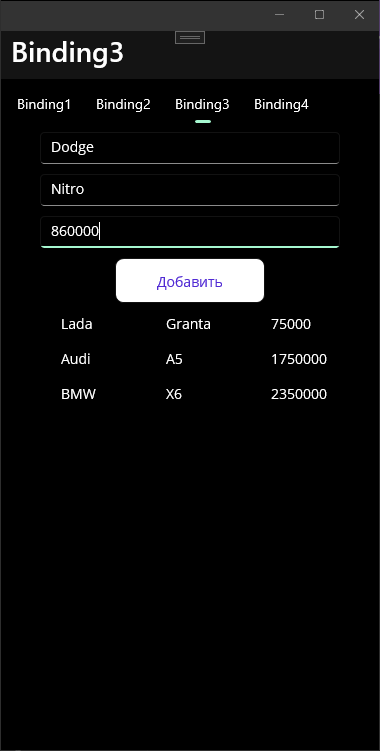 Binding3
Binding1 Binding2 Binding3 Binding4
Dodge
Nitro
860000
Добавить
Lada Granta 75000
Audi A5 1750000
BMW X6 2350000